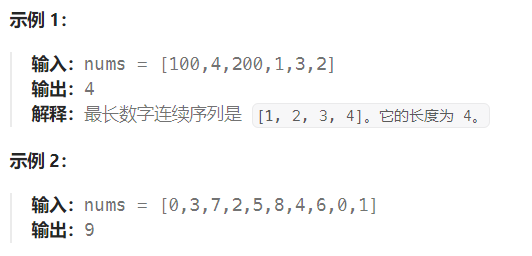 示例 1：
输入：nums = [100,4,200,1,3,2]
输出：4
解释：最长数字连续序列是 [1, 2, 3, 4]。它的长度为 4。
示例 2：
输入：nums = [0,3,7,2,5,8,4,6,0,1]
输出：9